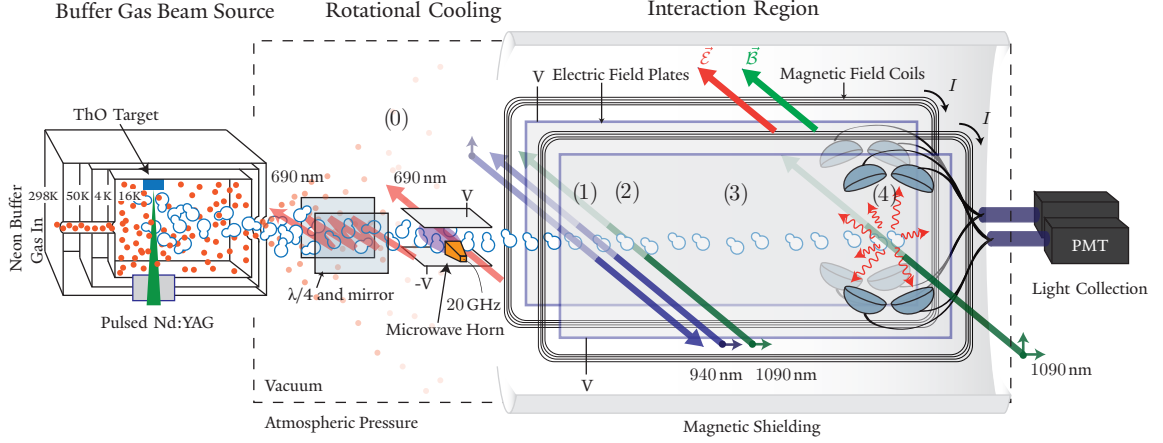 Buffer Gas Beam Source
Rotational Cooling
Interaction Region
ThO Target
298K
50K
4K
16K
Neon Buffer
Gas In
Pulsed Nd:YAG
(0)
690 nm
690 nm
V
-V
λ/4 and mirror
20 GHz
Microwave Horn
Vacuum
Atmospheric Pressure
V
Electric Field Plates
ℰ⃗
ℬ⃗
Magnetic Field Coils
I
I
(1)
(2)
(3)
(4)
V
940 nm
1090 nm
1090 nm
Magnetic Shielding
PMT
Light Collection